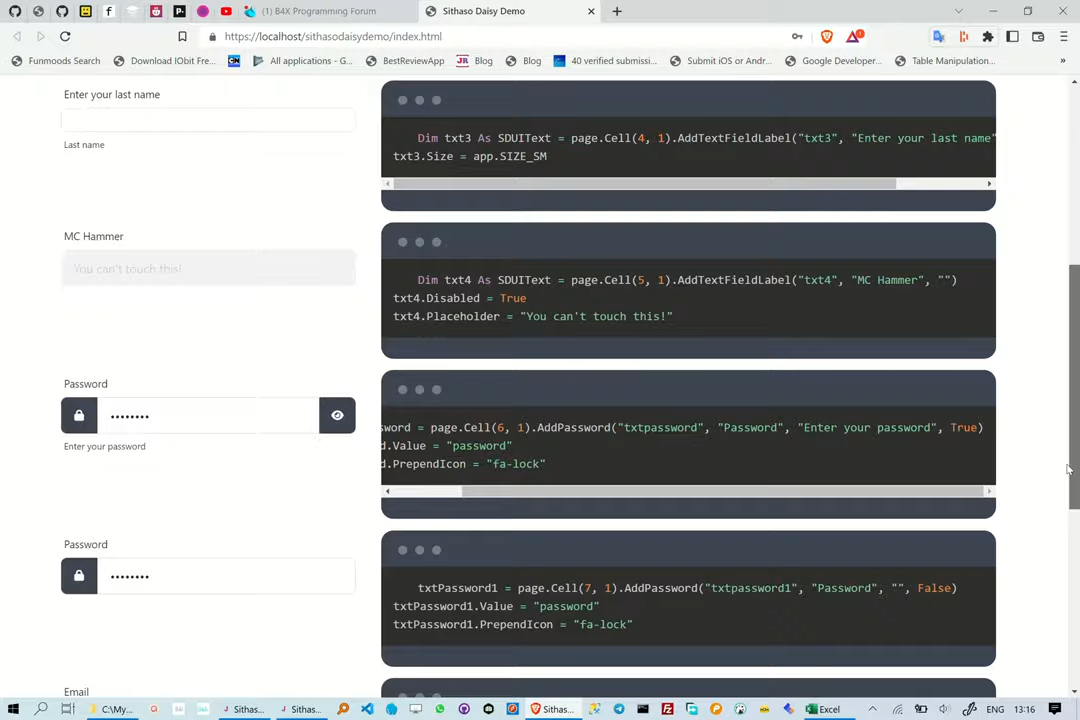 (1) B4X Programming Forum
Sithaso Daisy Demo
https://localhost/sithasodaisydemo/index.html
Funmoods Search
Download IObit Fre...
All applications - G...
BestReviewApp
Blog
Blog
40 verified submissi...
Submit iOS or Andr...
Google Developer...
Table Manipulation...
»
Enter your last name
Last name
Dim txt3 As SDUIText = page.Cell(4, 1).AddTextFieldLabel("txt3", "Enter your last name"
txt3.Size = app.SIZE_SM
MC Hammer
You can't touch this!
Dim txt4 As SDUIText = page.Cell(5, 1).AddTextFieldLabel("txt4", "MC Hammer", "")
txt4.Disabled = True
txt4.Placeholder = "You can't touch this!"
Password
••••••••
Enter your password
sword = page.Cell(6, 1).AddPassword("txtpassword", "Password", "Enter your password", True)
d.Value = "password"
d.PrependIcon = "fa-lock"
Password
••••••••
txtPassword1 = page.Cell(7, 1).AddPassword("txtpassword1", "Password", "", False)
txtPassword1.Value = "password"
txtPassword1.PrependIcon = "fa-lock"
Email
C:\My...
Sithas...
Sithas...
Sithas...
Excel
ENG
13:16